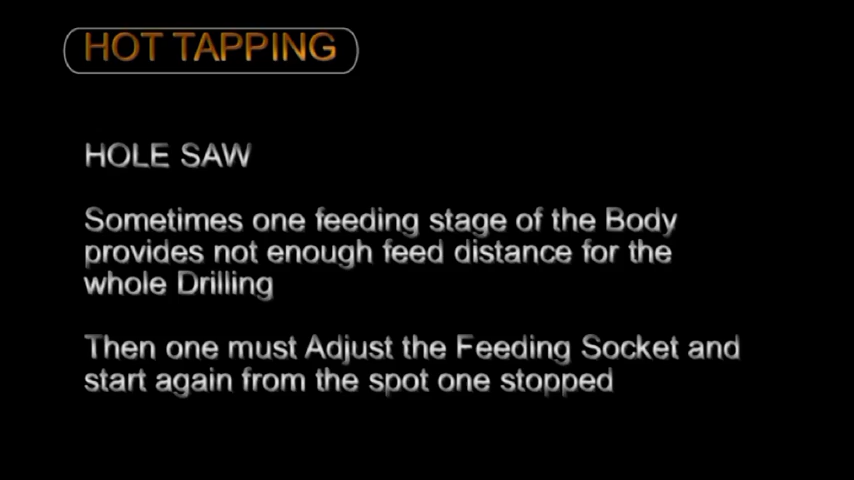 HOT TAPPING
HOLE SAW
Sometimes one feeding stage of the Body
provides not enough feed distance for the
whole Drilling
Then one must Adjust the Feeding Socket and
start again from the spot one stopped